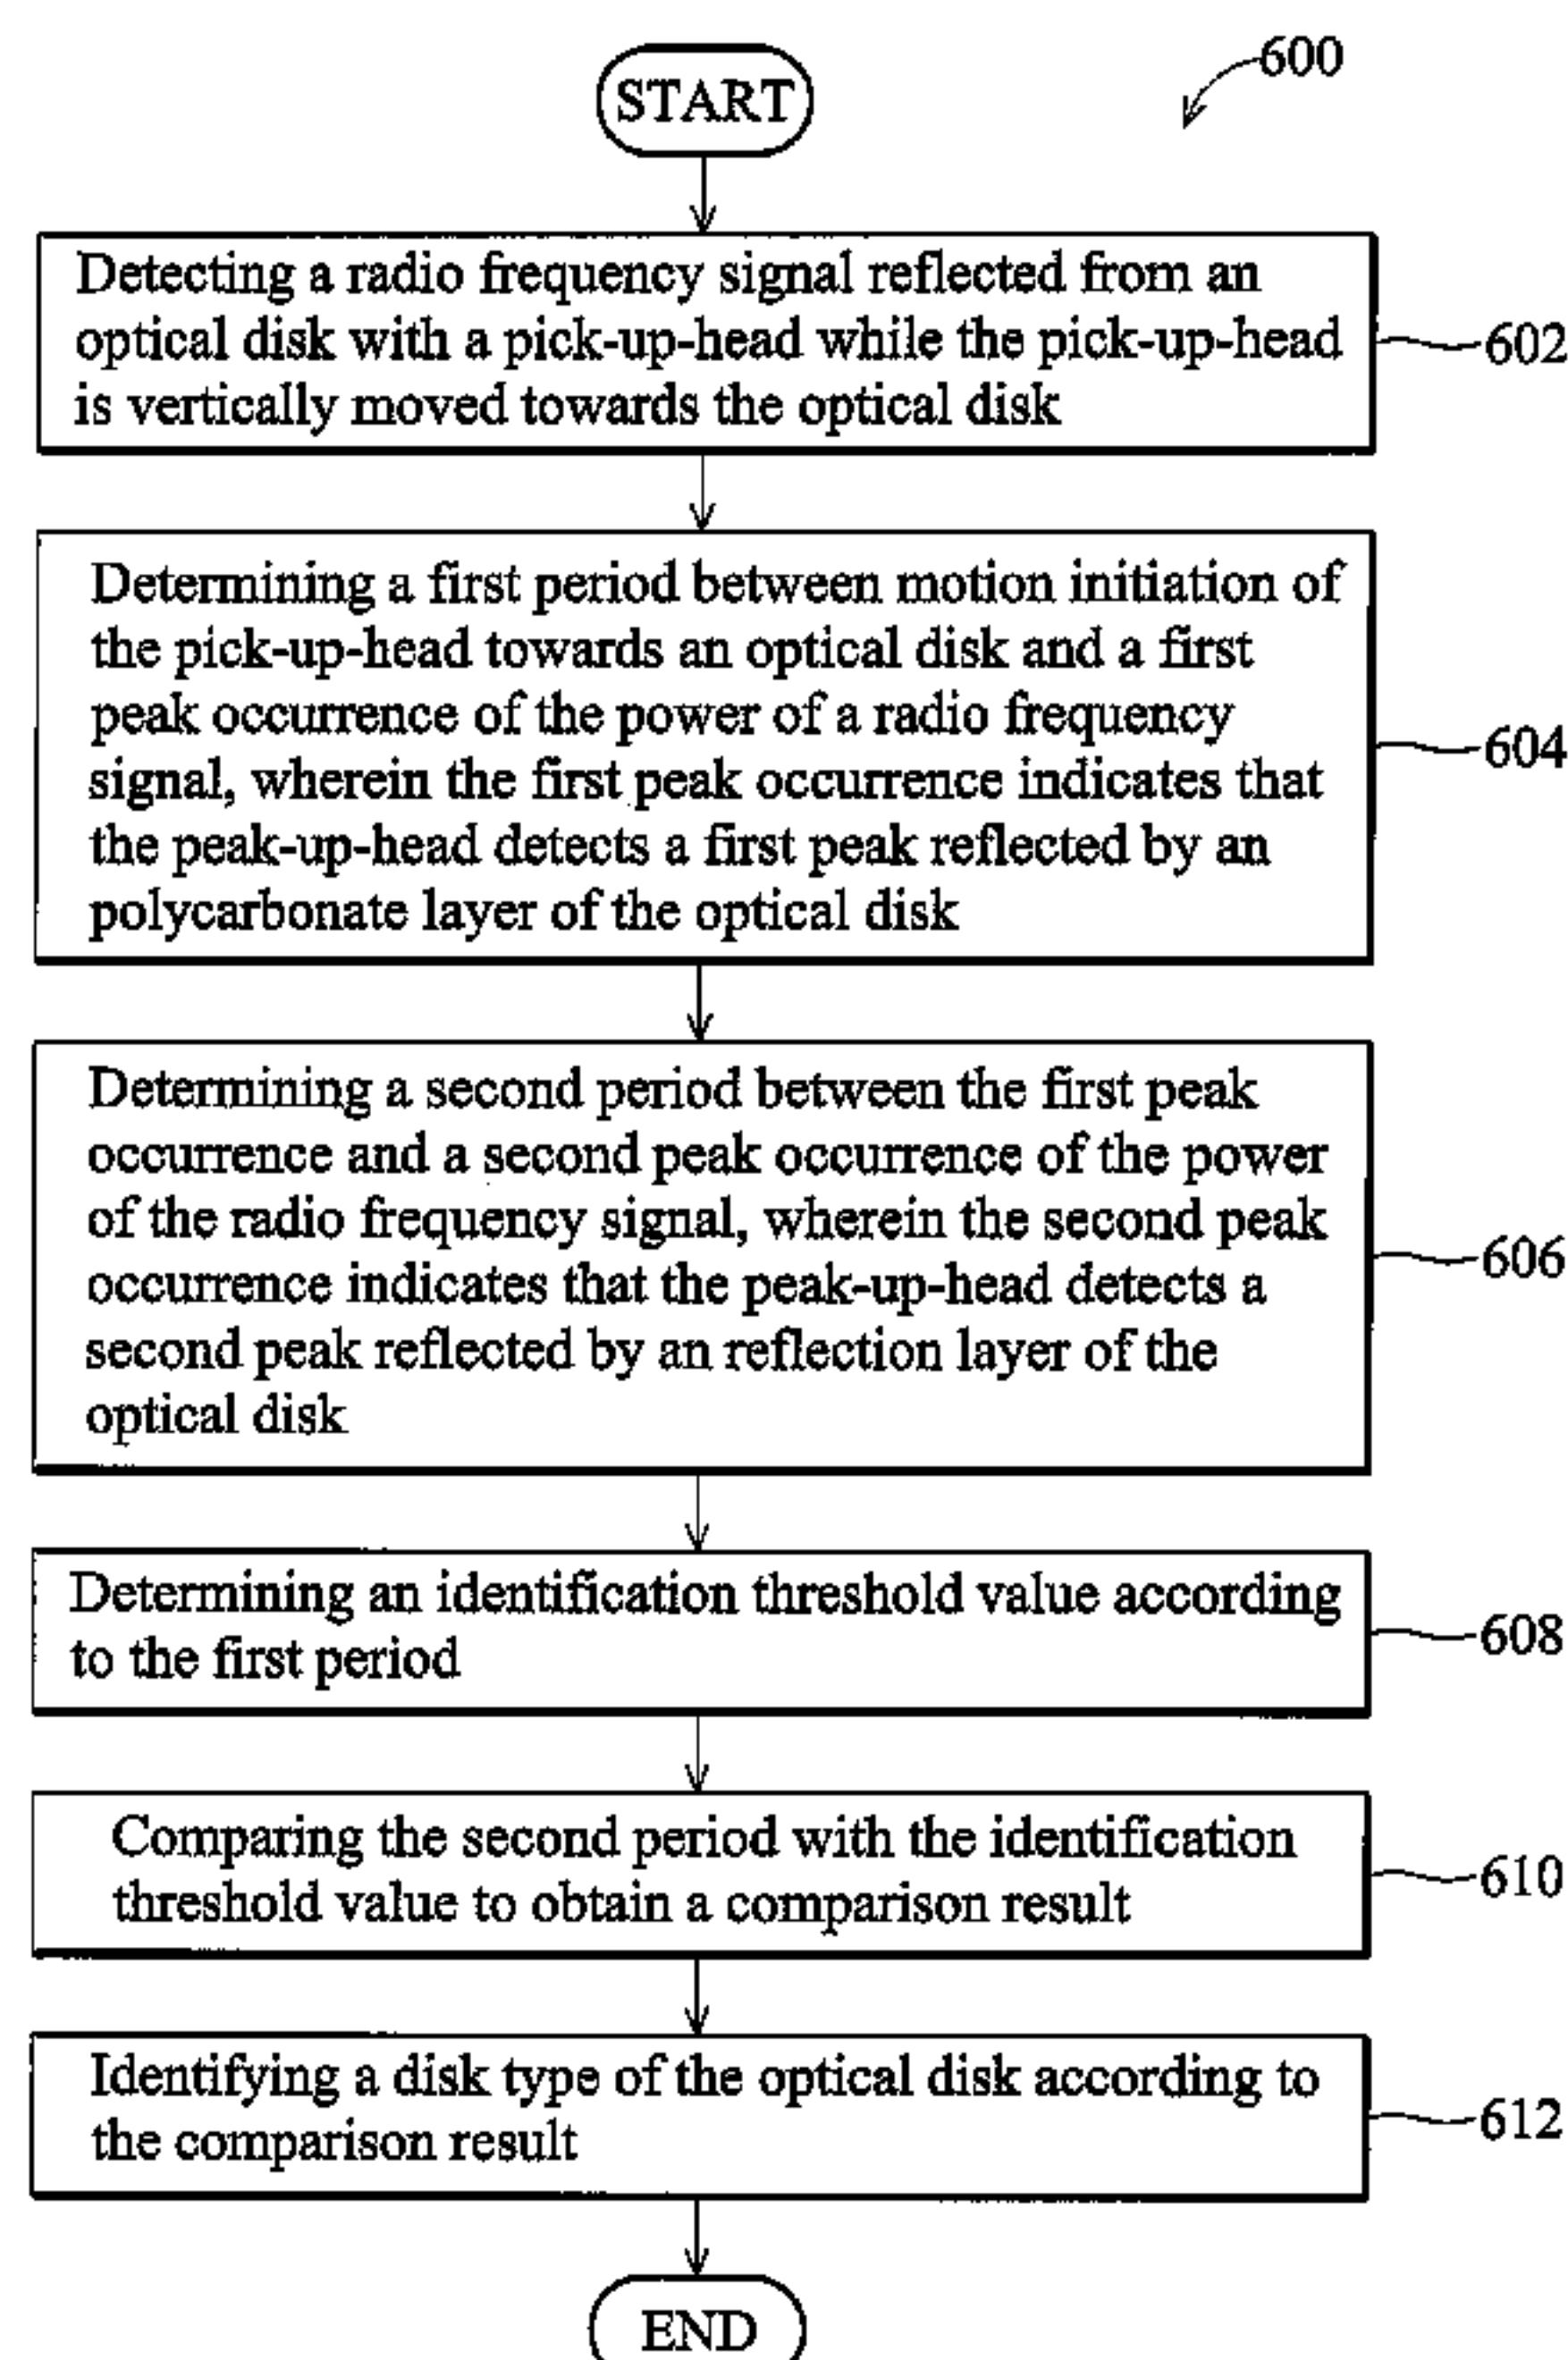 600
START
Detecting a radio frequency signal reflected from an
optical disk with a pick-up-head while the pick-up-head
is vertically moved towards the optical disk
602
Determining a first period between motion initiation of
the pick-up-head towards an optical disk and a first
peak occurrence of the power of a radio frequency
signal, wherein the first peak occurrence indicates that
the peak-up-head detects a first peak reflected by an
polycarbonate layer of the optical disk
604
Determining a second period between the first peak
occurrence and a second peak occurrence of the power
of the radio frequency signal, wherein the second peak
occurrence indicates that the peak-up-head detects a
second peak reflected by an reflection layer of the
optical disk
606
Determining an identification threshold value according
to the first period
608
Comparing the second period with the identification
threshold value to obtain a comparison result
610
Identifying a disk type of the optical disk according to
the comparison result
612
END